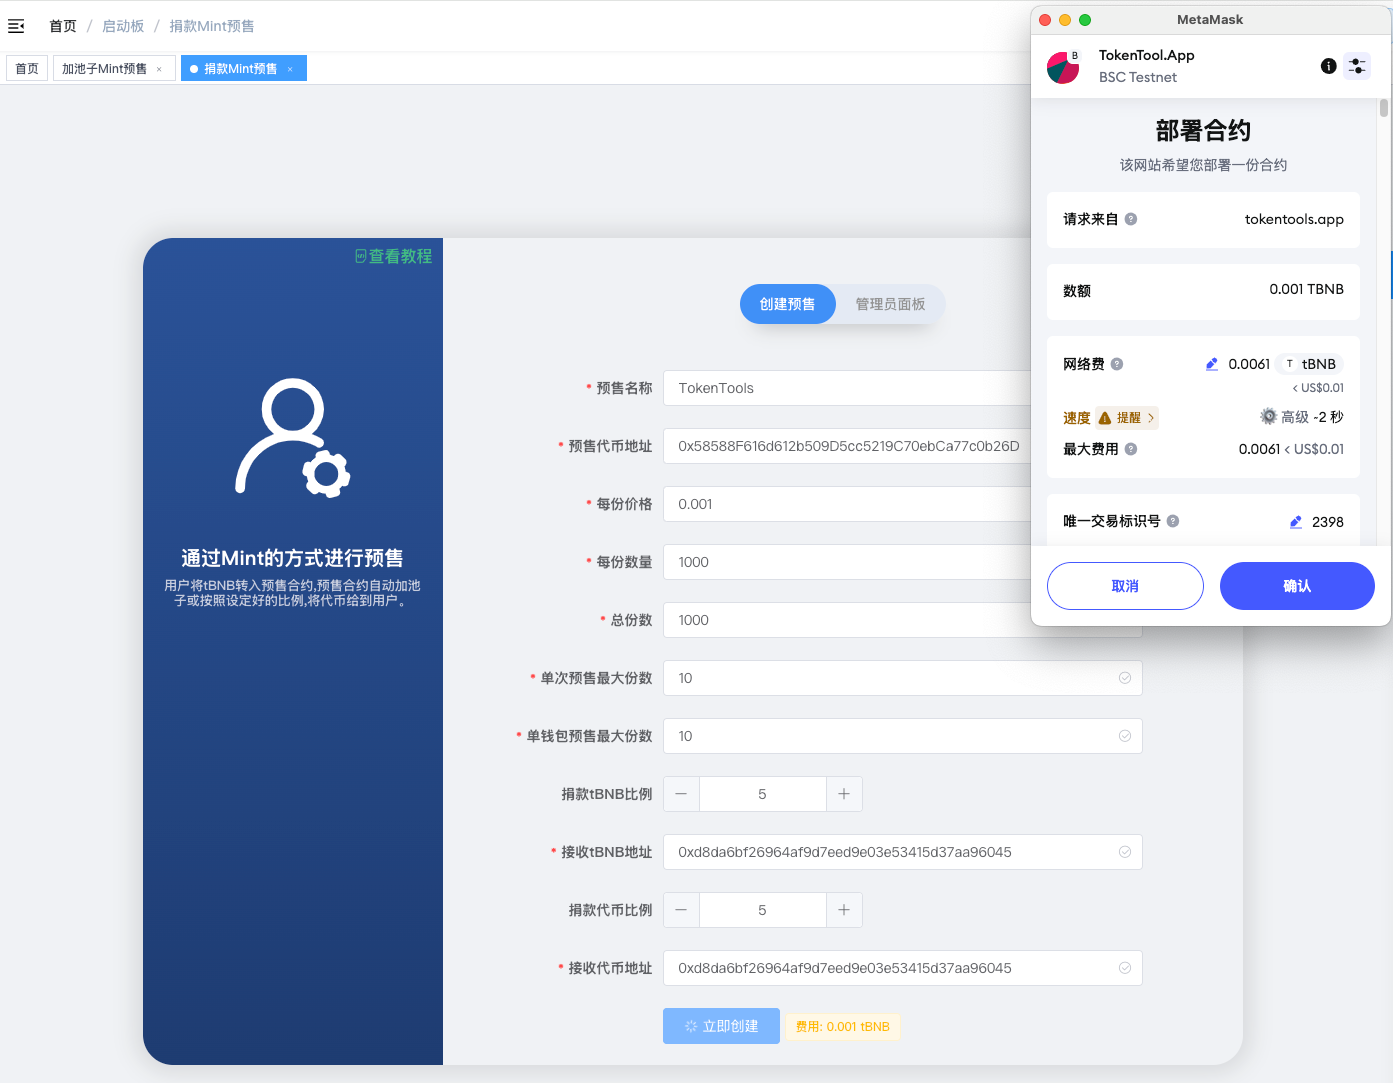 首页 / 启动板 / 捐款Mint预售
首页
加池子Mint预售 ×
捐款Mint预售 ×
查看教程
通过Mint的方式进行预售
用户将tBNB转入预售合约,预售合约自动加池
子或按照设定好的比例,将代币给到用户。
创建预售
管理员面板
* 预售名称
TokenTools
* 预售代币地址
0x58588F616d612b509D5cc5219C70ebCa77c0b26D
* 每份价格
0.001
* 每份数量
1000
* 总份数
1000
* 单次预售最大份数
10
* 单钱包预售最大份数
10
捐款tBNB比例
5
* 接收tBNB地址
0xd8da6bf26964af9d7eed9e03e53415d37aa96045
捐款代币比例
5
* 接收代币地址
0xd8da6bf26964af9d7eed9e03e53415d37aa96045
立即创建
费用: 0.001 tBNB
MetaMask
B
TokenTool.App
BSC Testnet
部署合约
该网站希望您部署一份合约
请求来自
tokentools.app
数额
0.001 TBNB
网络费
0.0061 T tBNB
< US$0.01
速度 提醒 >
高级 ~2 秒
最大费用
0.0061 < US$0.01
唯一交易标识号
2398
取消
确认